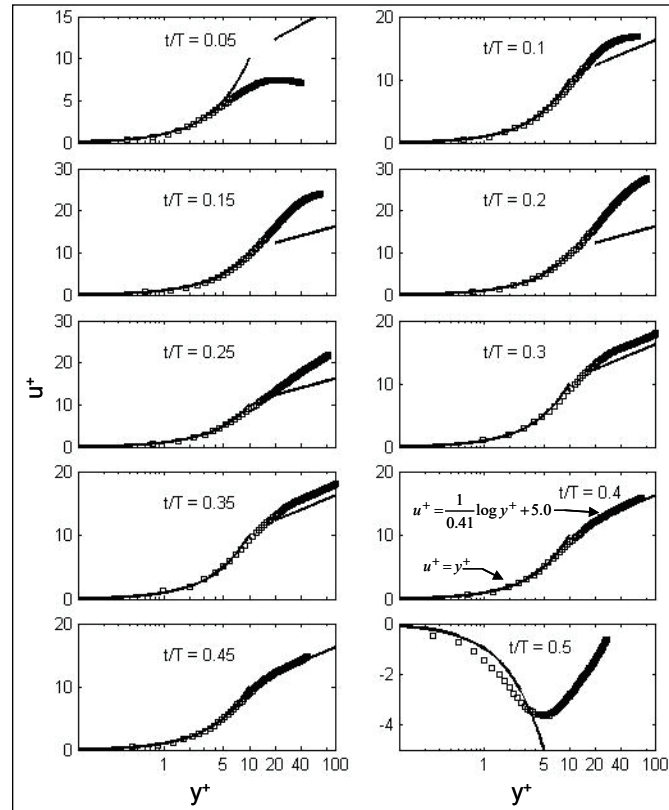 15
10
5
0
t/T = 0.05
20
10
0
t/T = 0.1
30
20
10
0
t/T = 0.15
30
20
10
0
t/T = 0.2
30
20
10
0
t/T = 0.25
20
10
0
t/T = 0.3
u⁺
20
10
0
t/T = 0.35
20
10
0
t/T = 0.4
u⁺ = 1/0.41 log y⁺ + 5.0
u⁺ = y⁺
20
10
0
t/T = 0.45
1 5 10 20 40 100
y⁺
0
-2
-4
t/T = 0.5
1 5 10 20 40 100
y⁺